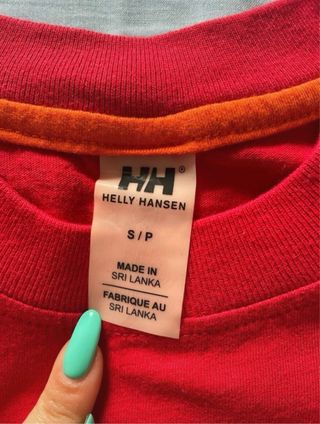 HH®
HELLY HANSEN
S / P
MADE IN
SRI LANKA
FABRIQUE AU
SRI LANKA